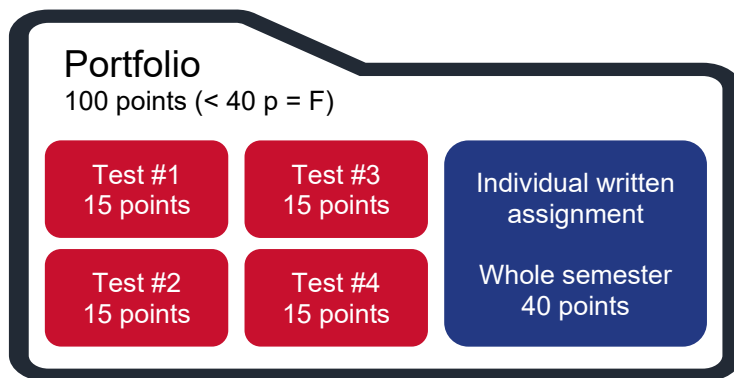 Portfolio
100 points (< 40 p = F)
Test #1
15 points
Test #3
15 points
Test #2
15 points
Test #4
15 points
Individual written
assignment
Whole semester
40 points